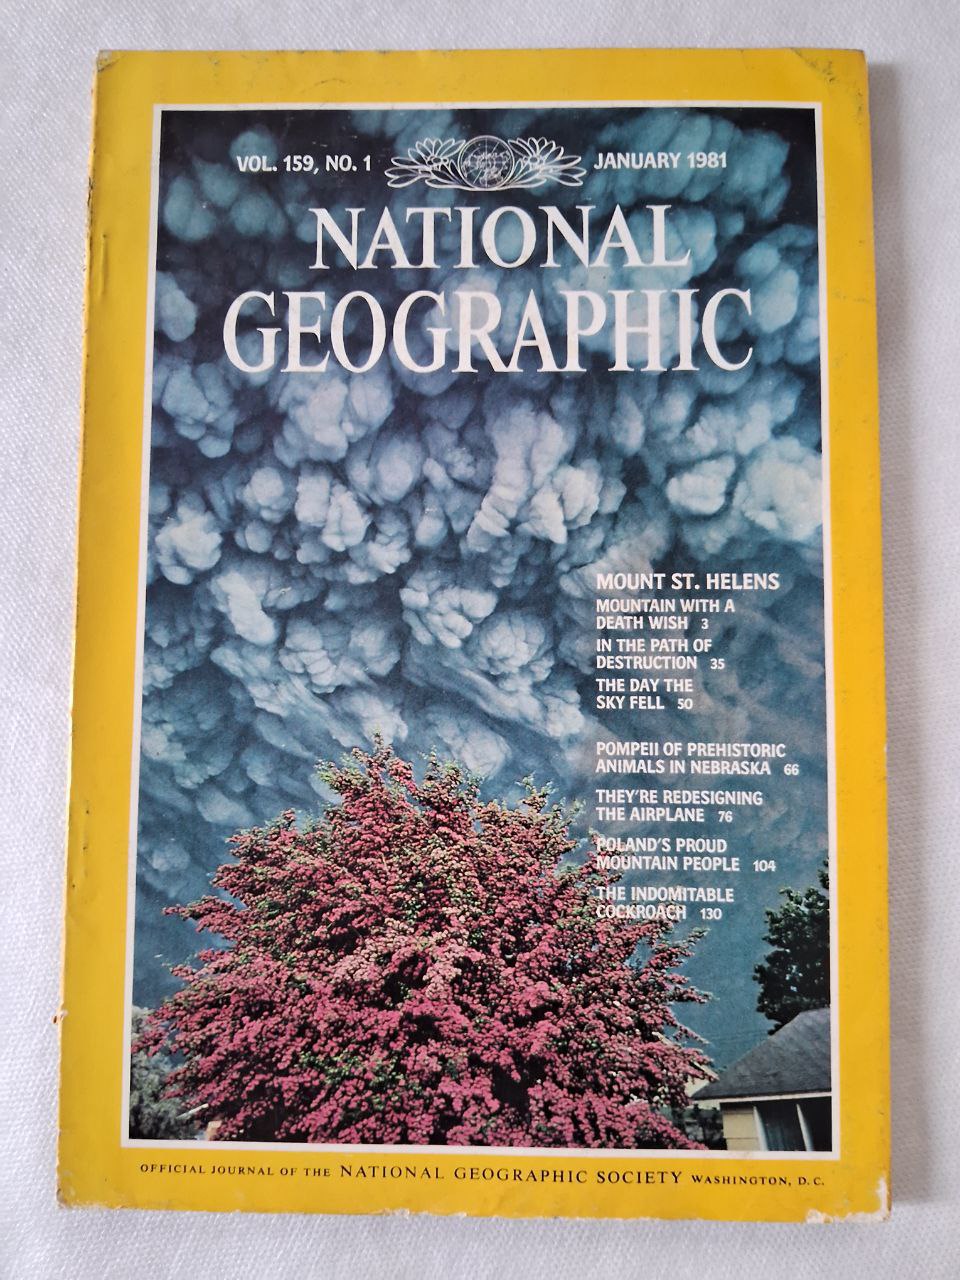 VOL. 159, NO. 1
JANUARY 1981
NATIONAL
GEOGRAPHIC
MOUNT ST. HELENS
MOUNTAIN WITH A
DEATH WISH 3
IN THE PATH OF
DESTRUCTION 35
THE DAY THE
SKY FELL 50
POMPEII OF PREHISTORIC
ANIMALS IN NEBRASKA 66
THEY'RE REDESIGNING
THE AIRPLANE 76
POLAND'S PROUD
MOUNTAIN PEOPLE 104
THE INDOMITABLE
COCKROACH 130
OFFICIAL JOURNAL OF THE NATIONAL GEOGRAPHIC SOCIETY WASHINGTON, D.C.